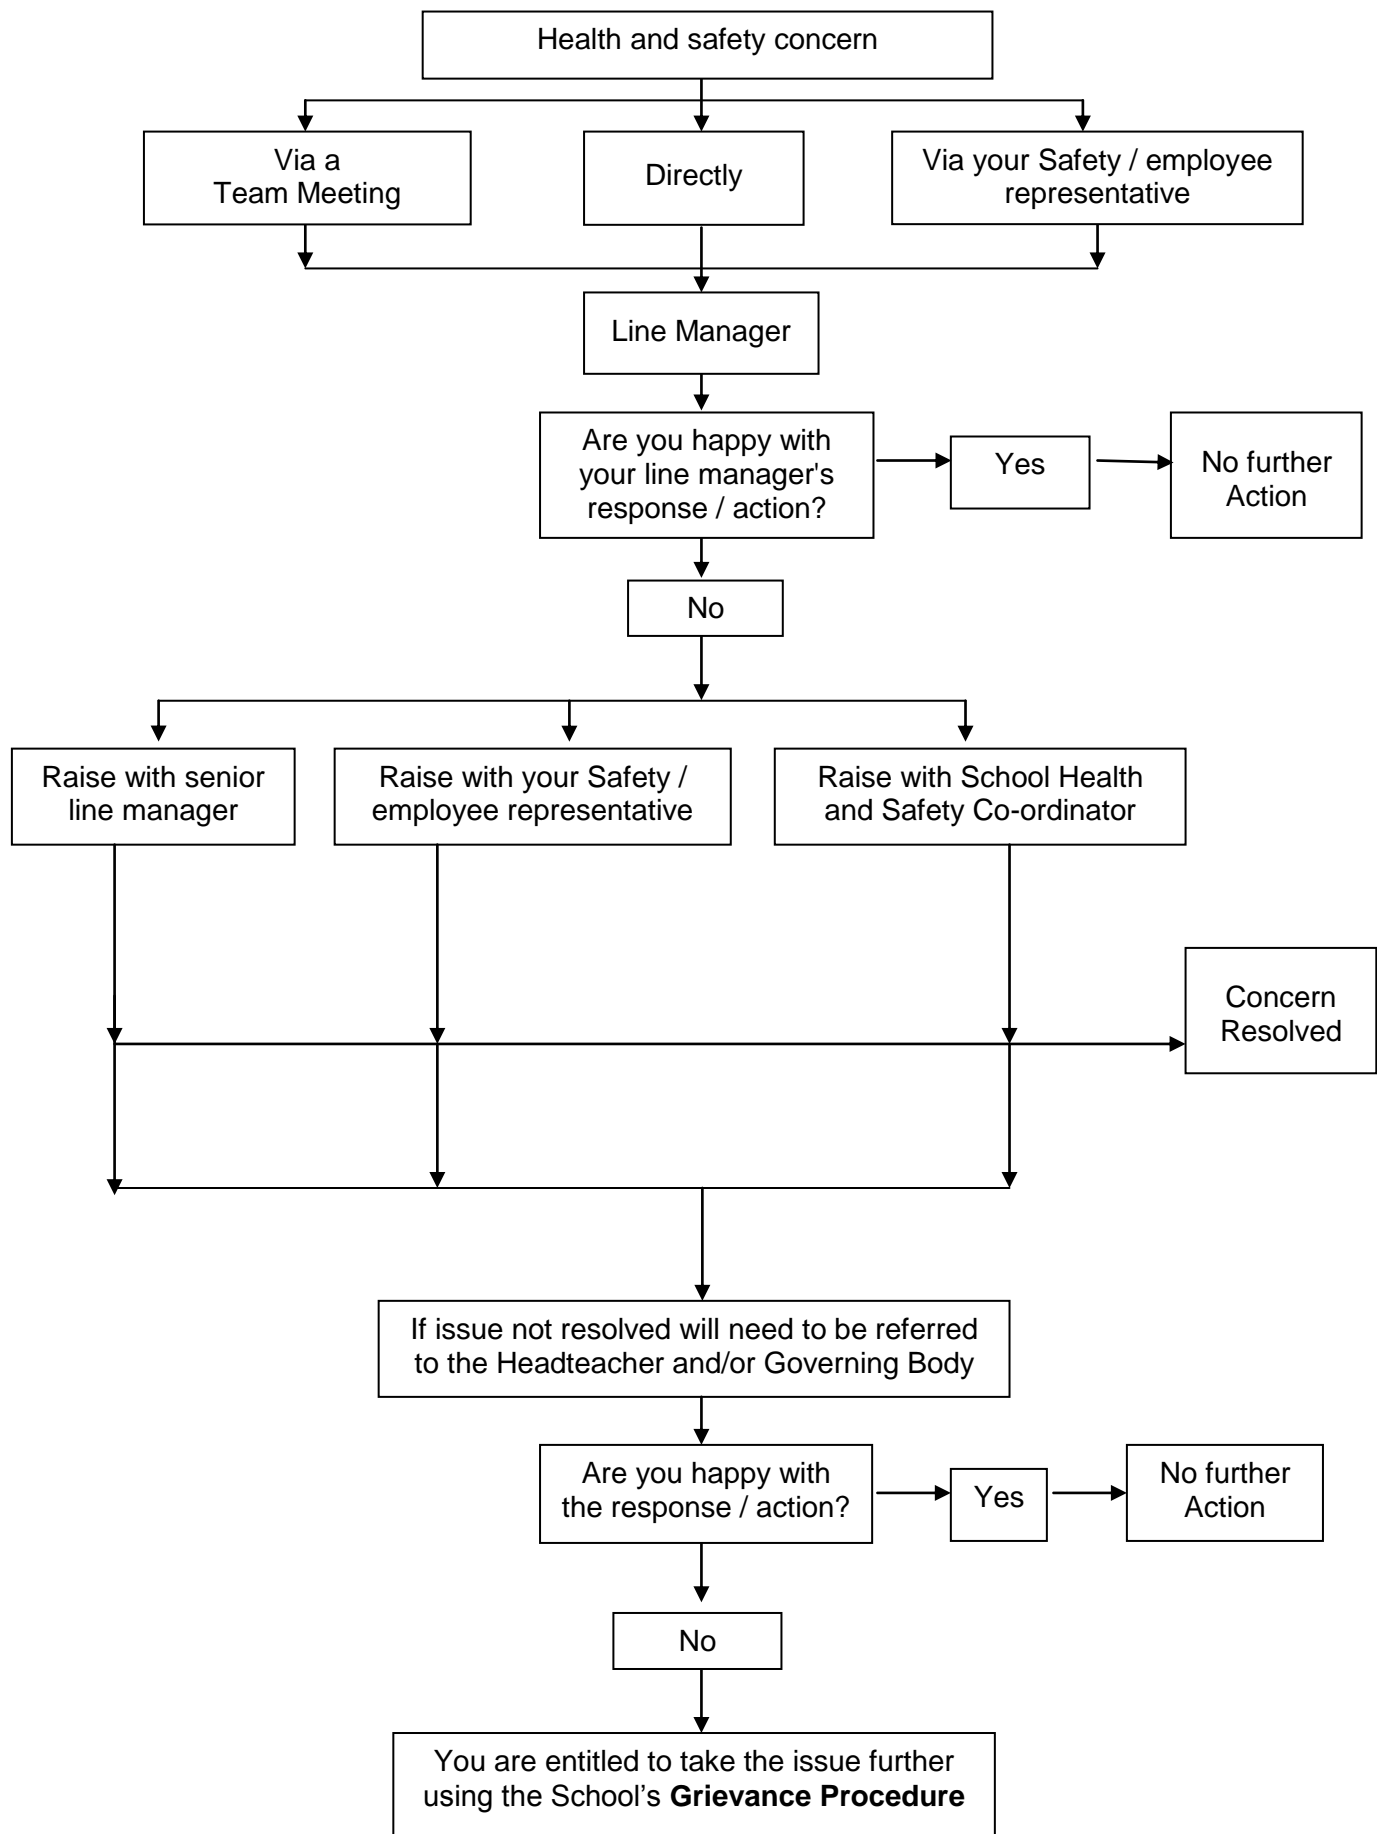 Health and safety concern
Via a
Team Meeting
Directly
Via your Safety / employee
representative
Line Manager
Are you happy with
your line manager's
response / action?
Yes
No further
Action
No
Raise with senior
line manager
Raise with your Safety /
employee representative
Raise with School Health
and Safety Co-ordinator
Concern
Resolved
If issue not resolved will need to be referred
to the Headteacher and/or Governing Body
Are you happy with
the response / action?
Yes
No further
Action
No
You are entitled to take the issue further
using the School’s Grievance Procedure